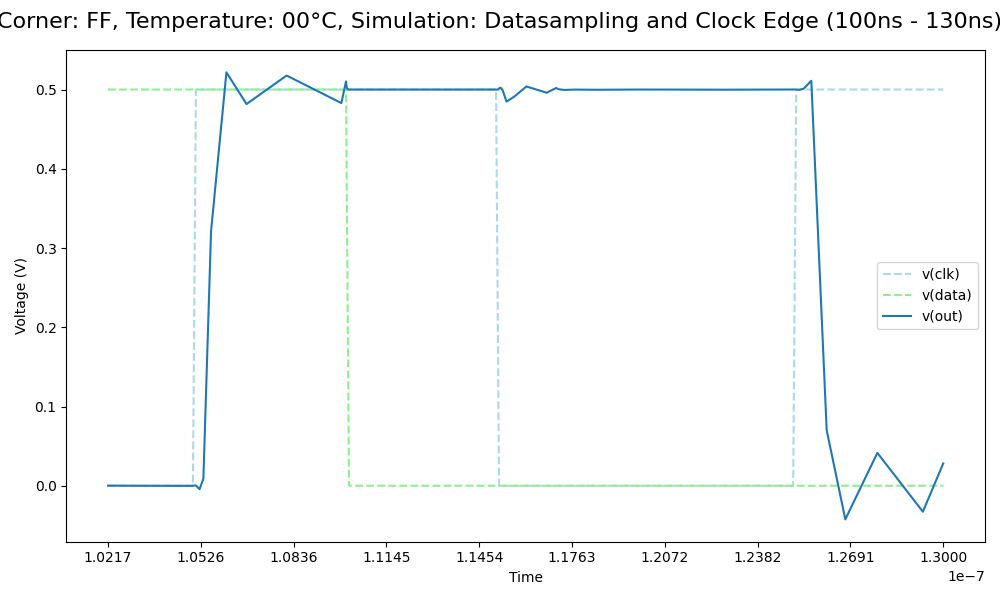 Corner: FF, Temperature: 00°C, Simulation: Datasampling and Clock Edge (100ns - 130ns)
Voltage (V)
0.5
0.4
0.3
0.2
0.1
0.0
v(clk)
v(data)
v(out)
1.0217 1.0526 1.0836 1.1145 1.1454 1.1763 1.2072 1.2382 1.2691 1.3000
1e−7
Time